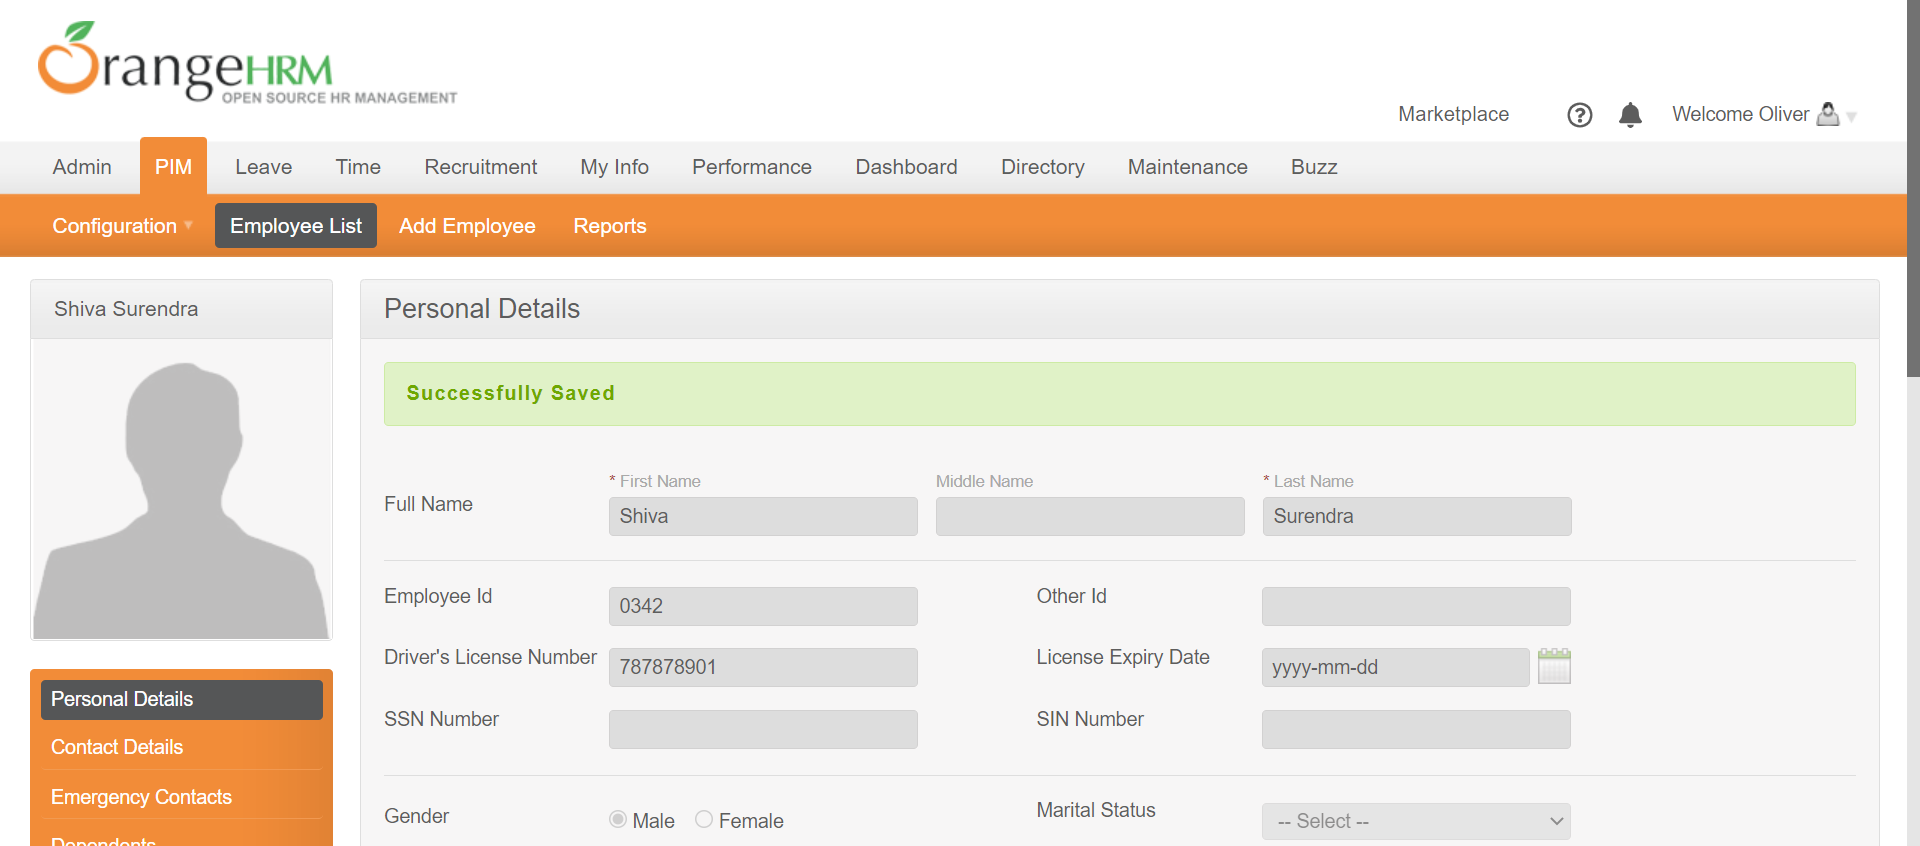 OrangeHRM
OPEN SOURCE HR MANAGEMENT
Marketplace ? Welcome Oliver
Admin PIM Leave Time Recruitment My Info Performance Dashboard Directory Maintenance Buzz
Configuration Employee List Add Employee Reports
Shiva Surendra
Personal Details
Successfully Saved
* First Name Middle Name * Last Name
Full Name Shiva Surendra
Employee Id 0342 Other Id
Driver's License Number 787878901 License Expiry Date yyyy-mm-dd
SSN Number SIN Number
Gender Male Female Marital Status -- Select --
Personal Details
Contact Details
Emergency Contacts
Dependents